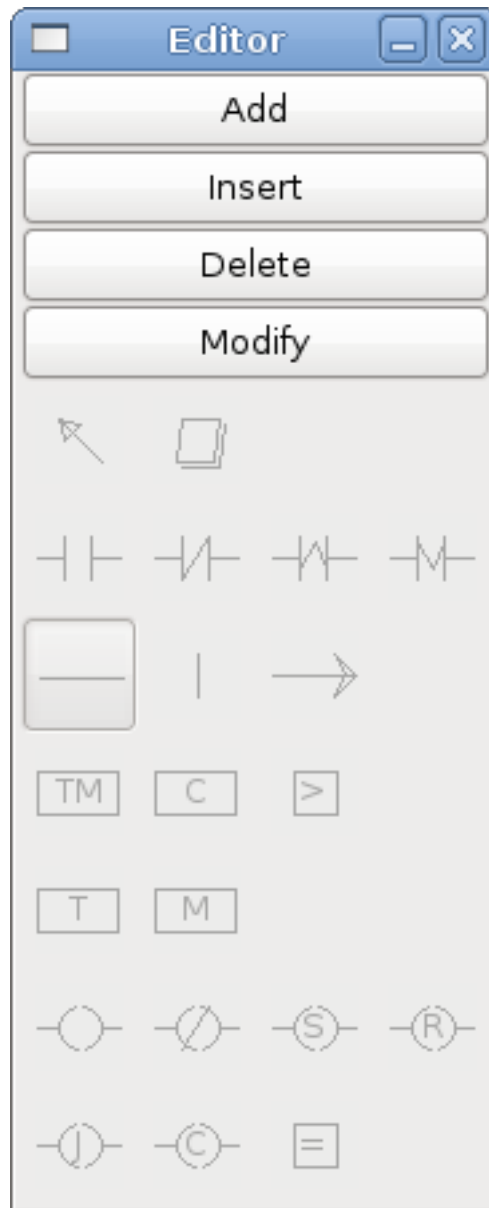 Editor
Add
Insert
Delete
Modify
TM C >
T M
S R
J C =